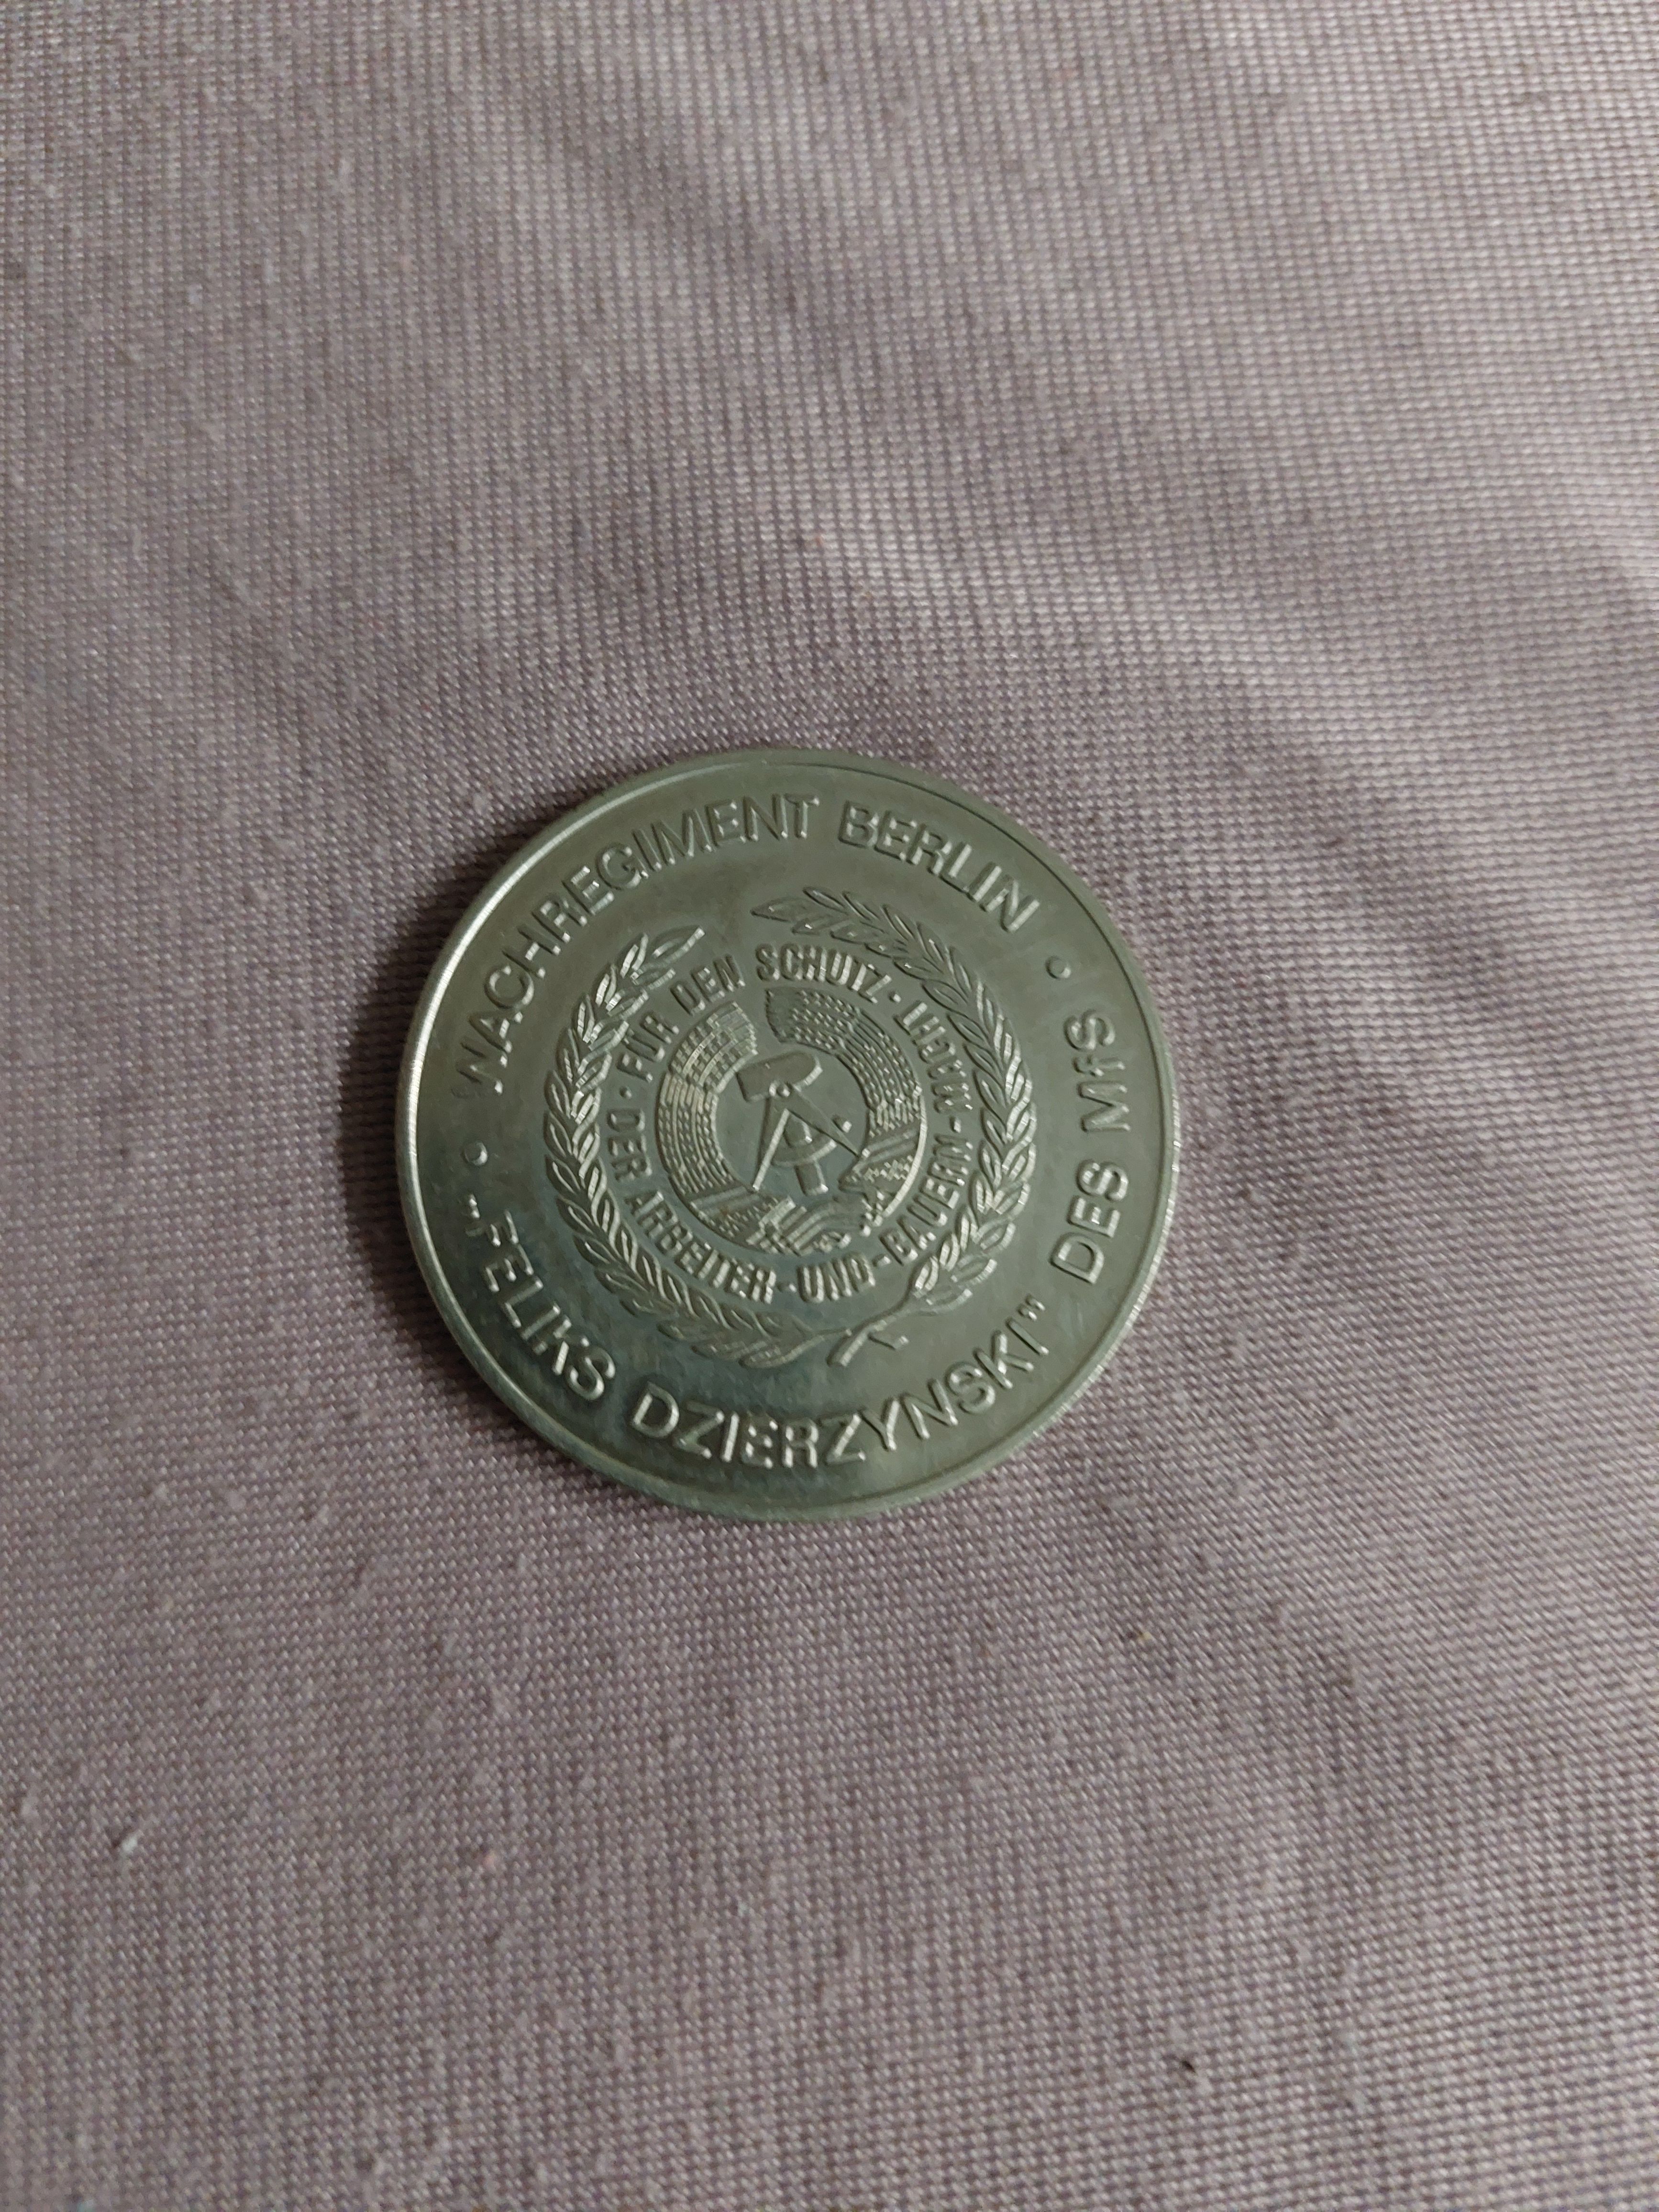 WACHREGIMENT BERLIN
"FELIKS DZIERZYNSKI" DES MfS
FÜR DEN SCHUTZ
DER ARBEITER-UND-BAUERN-MACHT